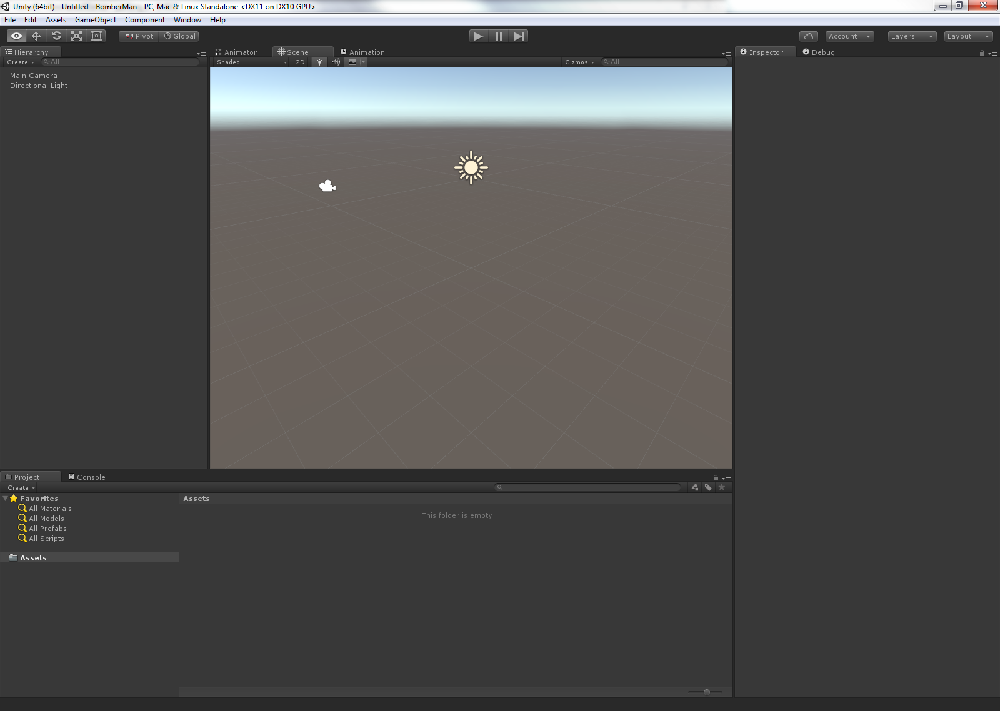 Unity (64bit) - Untitled - BomberMan - PC, Mac & Linux Standalone <DX11 on DX10 GPU>
File Edit Assets GameObject Component Window Help
Pivot Global Account Layers Layout
Hierarchy Animator Scene Animation Inspector Debug
Create All Shaded 2D Gizmos All
Main Camera
Directional Light
Project Console
Create
Favorites Assets
All Materials
This folder is empty
All Models
All Prefabs
All Scripts
Assets